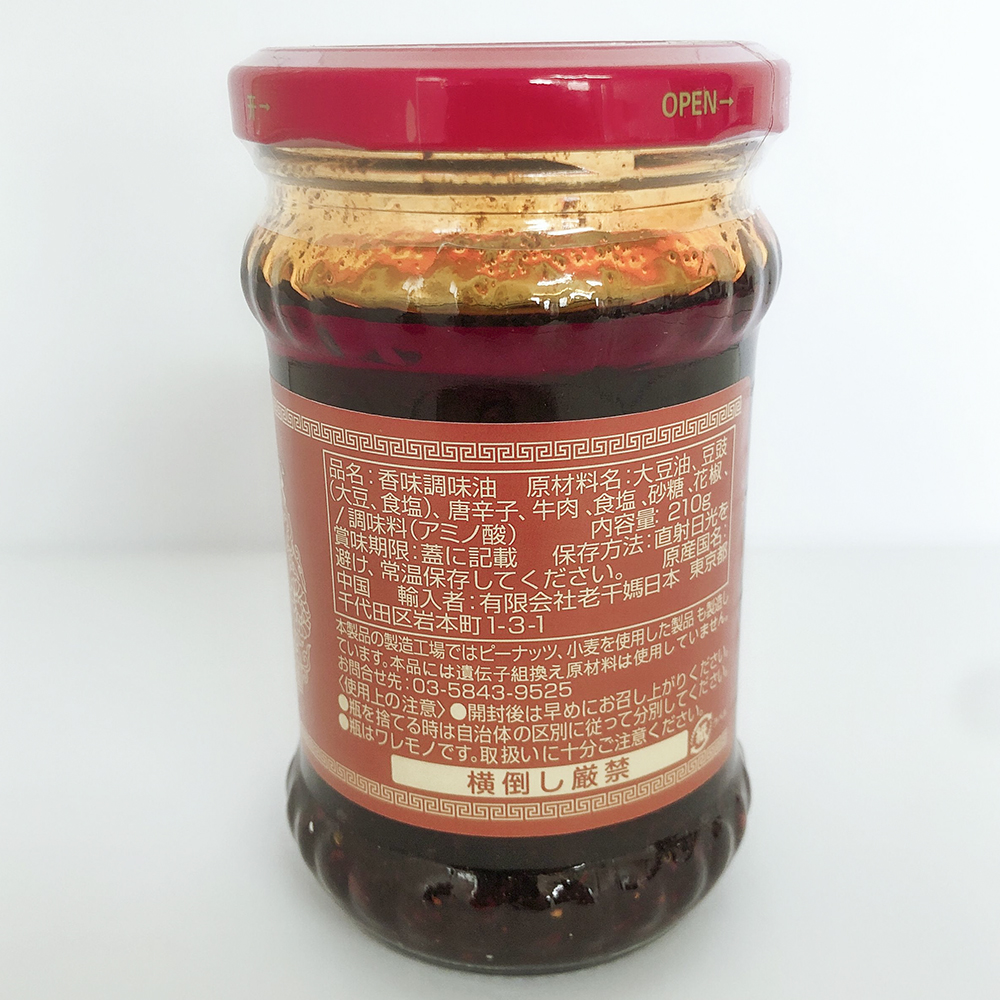 开→
OPEN→
品名:香味調味油 原材料名:大豆油、豆豉
(大豆、食塩)、唐辛子、牛肉、食塩、砂糖、花椒、
/調味料(アミノ酸) 内容量: 210g
賞味期限:蓋に記載 保存方法:直射日光を
避け、常温保存してください。 原産国名:
中国 輸入者:有限会社老干媽日本 東京都
千代田区岩本町1-3-1
本製品の製造工場ではピーナッツ、小麦を使用した製品も製造し
ています。本品には遺伝子組換え原材料は使用していません。
お問合せ先:03-5843-9525
〈使用上の注意〉●開封後は早めにお召し上がりください。
●瓶を捨てる時は自治体の区別に従って分別してください。
●瓶はワレモノです。取扱いに十分ご注意ください。
横倒し厳禁